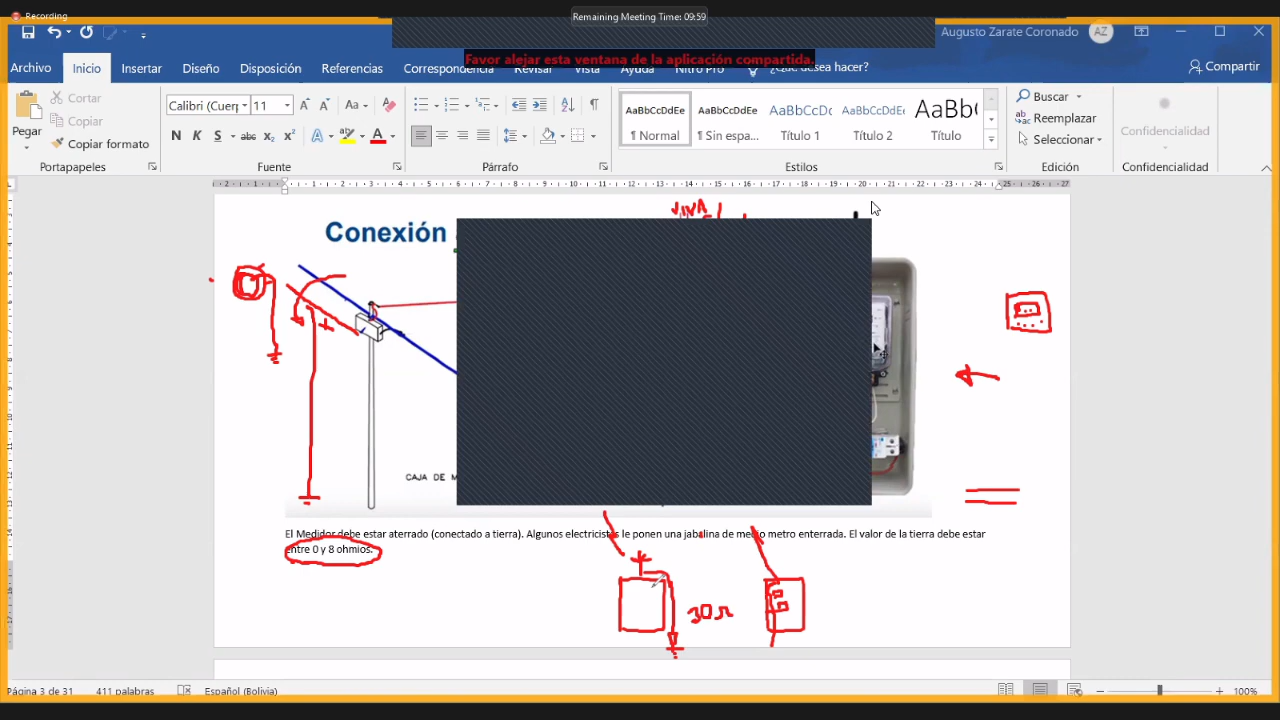 Recording
Remaining Meeting Time: 09:59
Augusto Zarate Coronado AZ
Favor alejar esta ventana de la aplicación compartida.
Archivo Inicio Insertar Diseño Disposición Referencias Correspondencia Revisar Vista Ayuda Nitro Pro ¿Qué desea hacer? Compartir
Pegar
Cortar
Copiar
Copiar formato
Calibri (Cuerp 11
N K S abc x₂ x²
AaBbCcDdEe AaBbCcDdEe AaBbCcDc AaBbCcDdEe AaBb(
¶ Normal ¶ Sin espa... Título 1 Título 2 Título
Buscar
Reemplazar
Seleccionar
Confidencialidad
Portapapeles Fuente Párrafo Estilos Edición Confidencialidad
Conexión
VIVA
CAJA DE M
El Medidor debe estar aterrado (conectado a tierra). Algunos electricistas le ponen una jabalina de medio metro enterrada. El valor de la tierra debe estar
entre 0 y 8 ohmios.
30Ω
Página 3 de 31 411 palabras Español (Bolivia) 100%